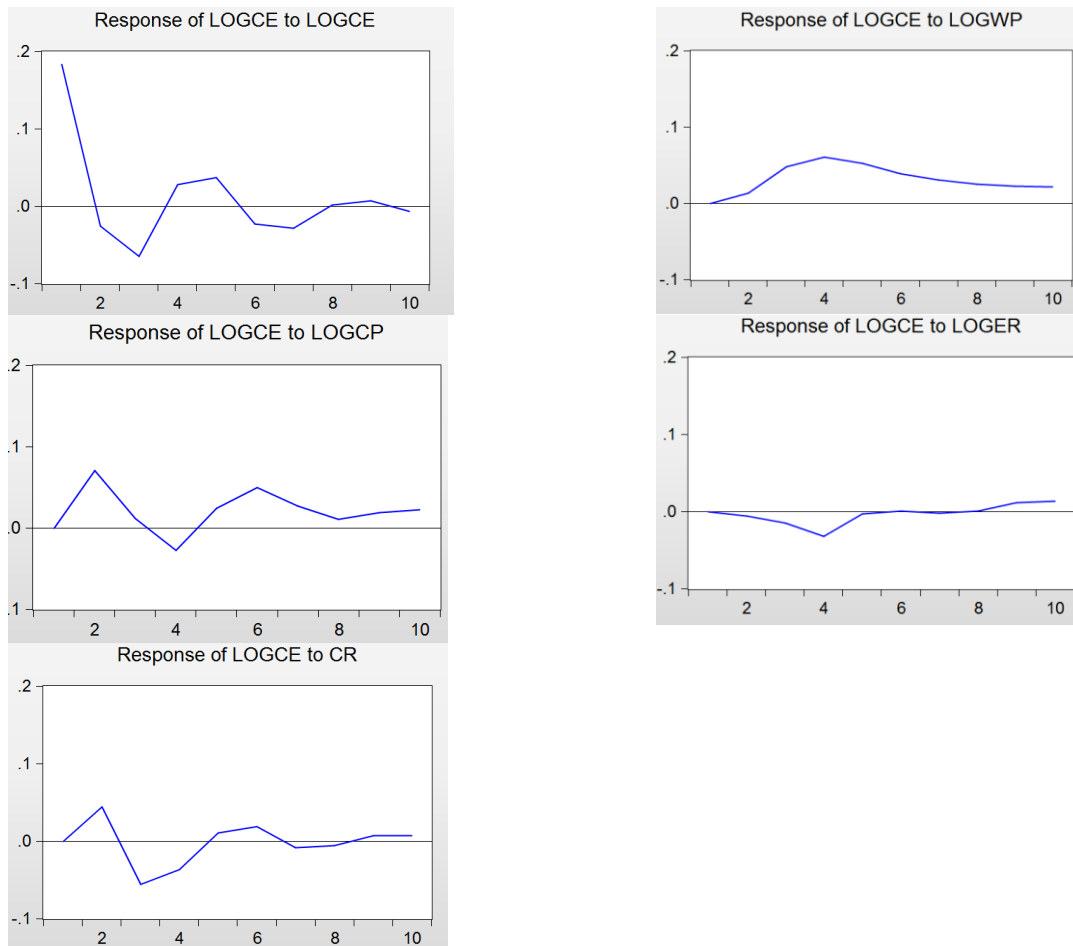 Response of LOGCE to LOGCE
.2
.1
.0
-.1
2 4 6 8 10
Response of LOGCE to LOGWP
.2
.1
.0
-.1
2 4 6 8 10
Response of LOGCE to LOGCP
.2
.1
.0
.1
2 4 6 8 10
Response of LOGCE to LOGER
.2
.1
.0
-.1
2 4 6 8 10
Response of LOGCE to CR
.2
.1
.0
-.1
2 4 6 8 10